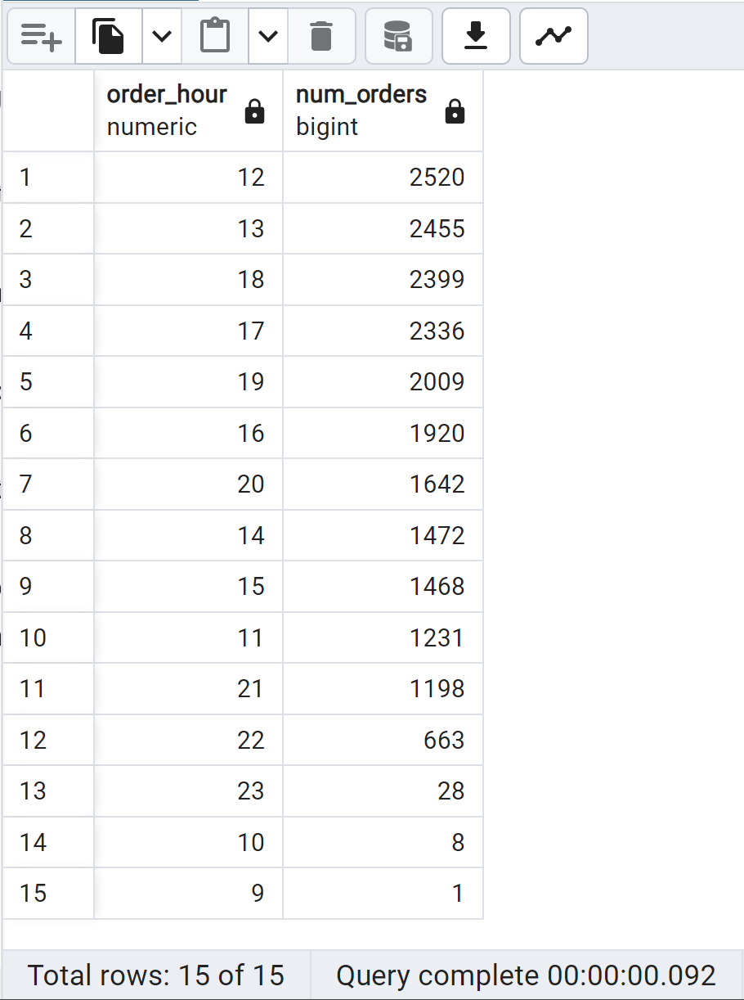 order_hour num_orders
numeric bigint
1 12 2520
2 13 2455
3 18 2399
4 17 2336
5 19 2009
6 16 1920
7 20 1642
8 14 1472
9 15 1468
10 11 1231
11 21 1198
12 22 663
13 23 28
14 10 8
15 9 1
Total rows: 15 of 15 Query complete 00:00:00.092